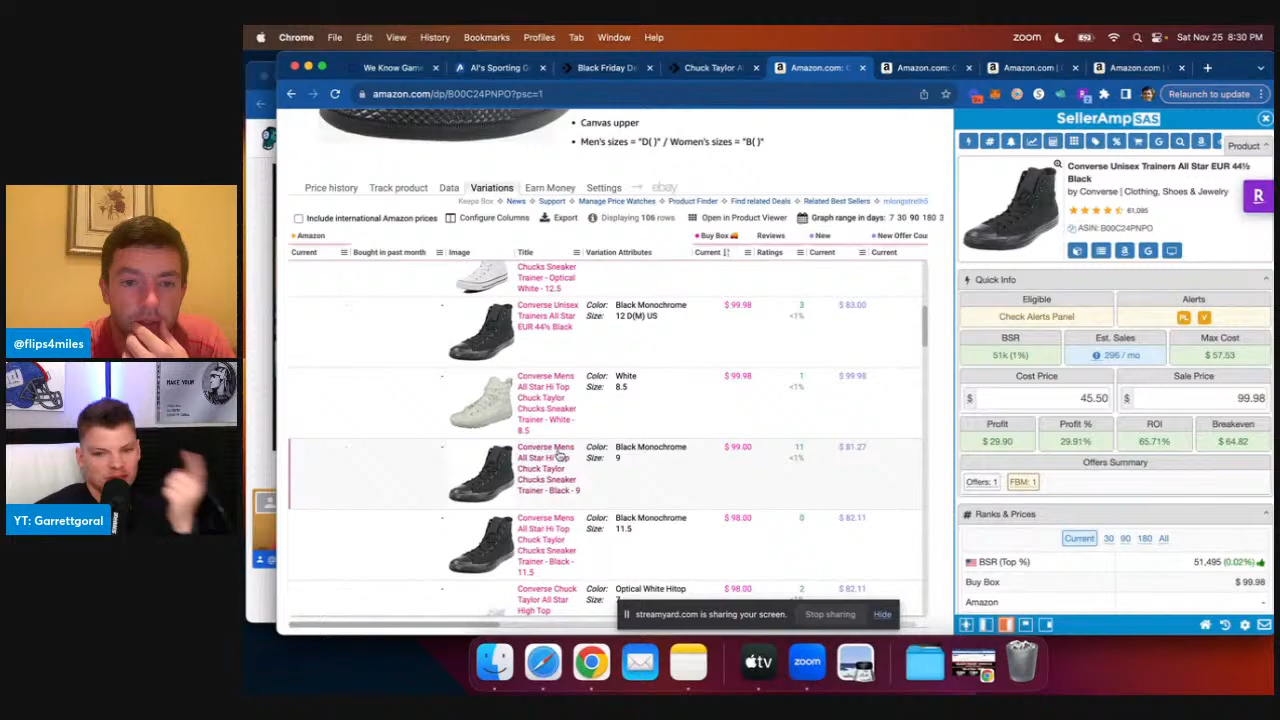 Chrome File Edit View History Bookmarks Profiles Tab Window Help
zoom Sat Nov 25 8:30 PM
We Know Game Al's Sporting G Black Friday De Chuck Taylor Al Amazon.com: C Amazon.com: C Amazon.com | Amazon.com |
amazon.com/dp/B00C24PNPO?psc=1
Relaunch to update
• Canvas upper
• Men's sizes = "D( )" / Women's sizes = "B( )"
Price history Track product Data Variations Earn Money Settings ebay
Keepa Box News Support Manage Price Watches Product Finder Find related Deals Related Best Sellers mlongstreth5
Include international Amazon prices Configure Columns Export Displaying 106 rows Open in Product Viewer Graph range in days: 7 30 90 180 3
Amazon Buy Box Reviews New New Offer Cou
Current Bought in past month Image Title Variation Attributes Current Ratings Current Current
Chucks Sneaker
Trainer - Optical
White - 12.5
Converse Unisex Color: Black Monochrome $ 99.98 3 $ 83.00
Trainers All Star Size: 12 D(M) US <1%
EUR 44½ Black
Converse Mens Color: White $ 99.98 1 $ 99.98
All Star Hi Top Size: 8.5 <1%
Chuck Taylor
Chucks Sneaker
Trainer - White -
8.5
Converse Mens Color: Black Monochrome $ 99.00 11 $ 81.27
All Star Hi Top Size: 9 <1%
Chuck Taylor
Chucks Sneaker
Trainer - Black - 9
Converse Mens Color: Black Monochrome $ 98.00 0 $ 82.11
All Star Hi Top Size: 11.5
Chuck Taylor
Chucks Sneaker
Trainer - Black -
11.5
Converse Chuck Color: Optical White Hitop $ 98.00 2 $ 82.11
Taylor All Star Size:
High Top
streamyard.com is sharing your screen. Stop sharing Hide
SellerAmp SAS
Product
Converse Unisex Trainers All Star EUR 44½
Black
by Converse | Clothing, Shoes & Jewelry
61,095
ASIN: B00C24PNPO
R
Quick Info
Eligible Alerts
Check Alerts Panel PL V
BSR Est. Sales Max Cost
51k (1%) 296 / mo $ 57.53
Cost Price Sale Price
$ 45.50 $ 99.98
Profit Profit % ROI Breakeven
$ 29.90 29.91% 65.71% $ 64.82
Offers Summary
Offers: 1 FBM: 1
Ranks & Prices
Current 30 90 180 All
BSR (Top %) 51,495 (0.02%)
Buy Box $ 99.98
Amazon -
tv zoom
@flips4miles
MAKE YOUR
YT: Garrettgoral